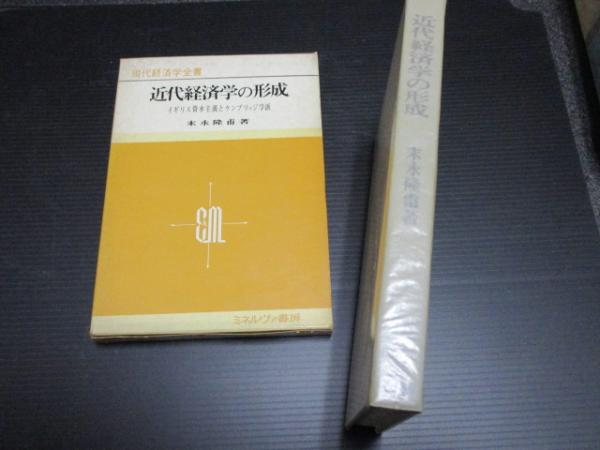 現代経済学全書
近代経済学の形成
イギリス資本主義とケンブリッジ学派
末永隆甫著
EML
ミネルヴァ書房
近代経済学の形成
末永隆甫著